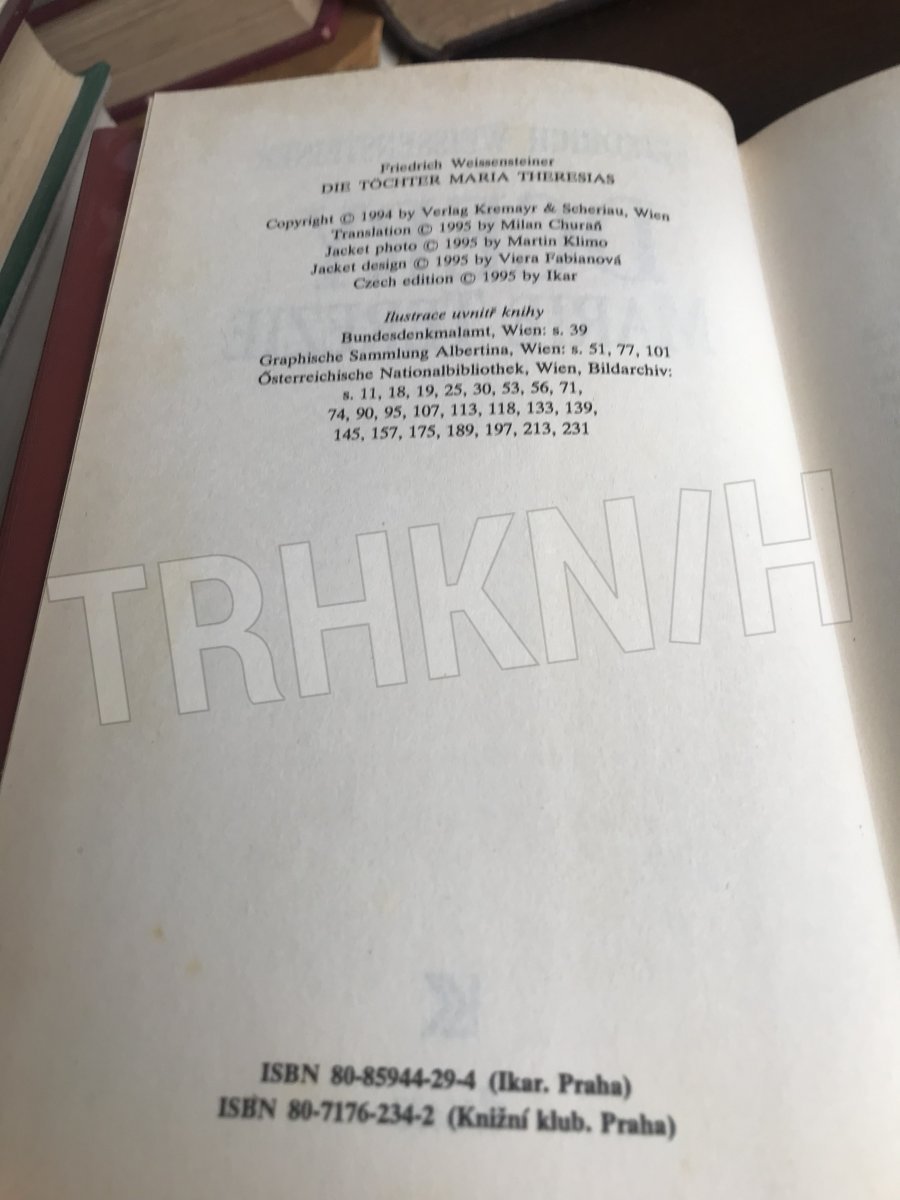 Friedrich Weissensteiner
DIE TÖCHTER MARIA THERESIAS
Copyright © 1994 by Verlag Kremayr & Scheriau, Wien
Translation © 1995 by Milan Churaň
Jacket photo © 1995 by Martin Klimo
Jacket design © 1995 by Viera Fabianová
Czech edition © 1995 by Ikar
Ilustrace uvnitř knihy
Bundesdenkmalamt, Wien: s. 39
Graphische Sammlung Albertina, Wien: s. 51, 77, 101
Österreichische Nationalbibliothek, Wien, Bildarchiv:
s. 11, 18, 19, 25, 30, 53, 56, 71,
74, 90, 95, 107, 113, 118, 133, 139,
145, 157, 175, 189, 197, 213, 231
TRHKNIH
ISBN 80-85944-29-4 (Ikar. Praha)
ISBN 80-7176-234-2 (Knižní klub. Praha)